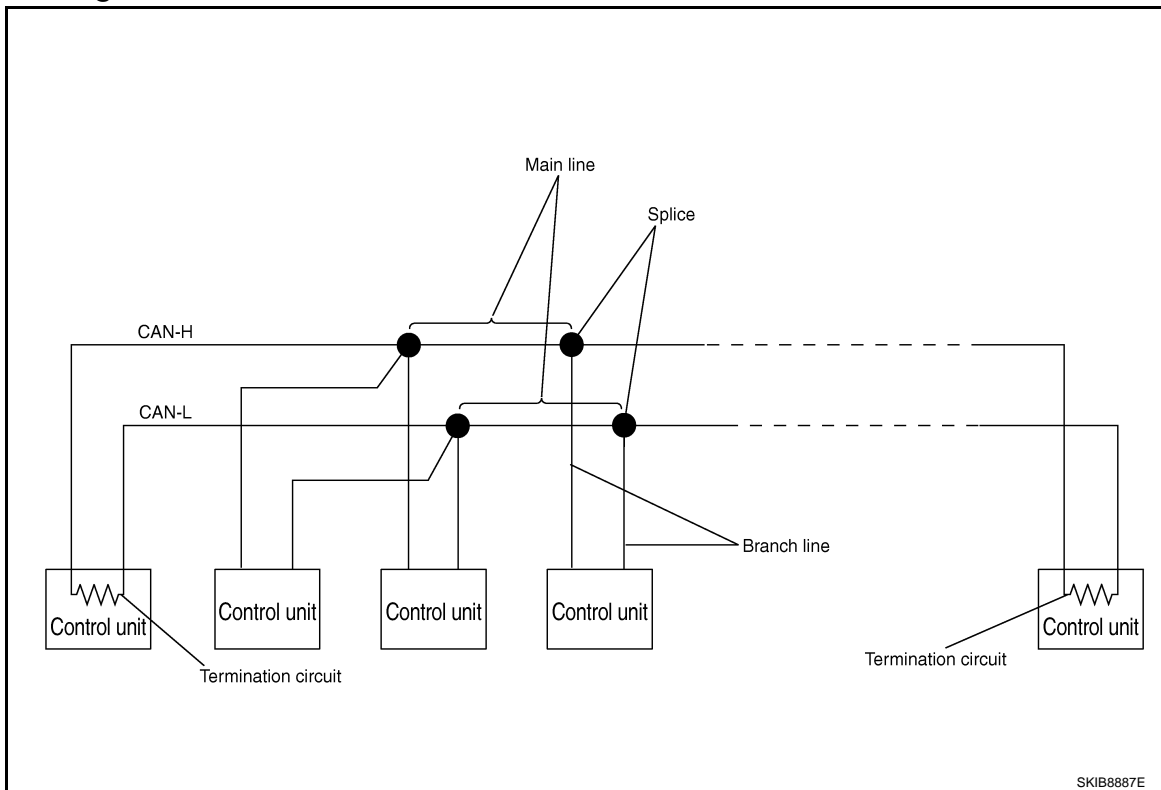 Main line
Splice
CAN-H
CAN-L
Branch line
Control unit
Control unit
Control unit
Control unit
Control unit
Termination circuit
Termination circuit
SKIB8887E